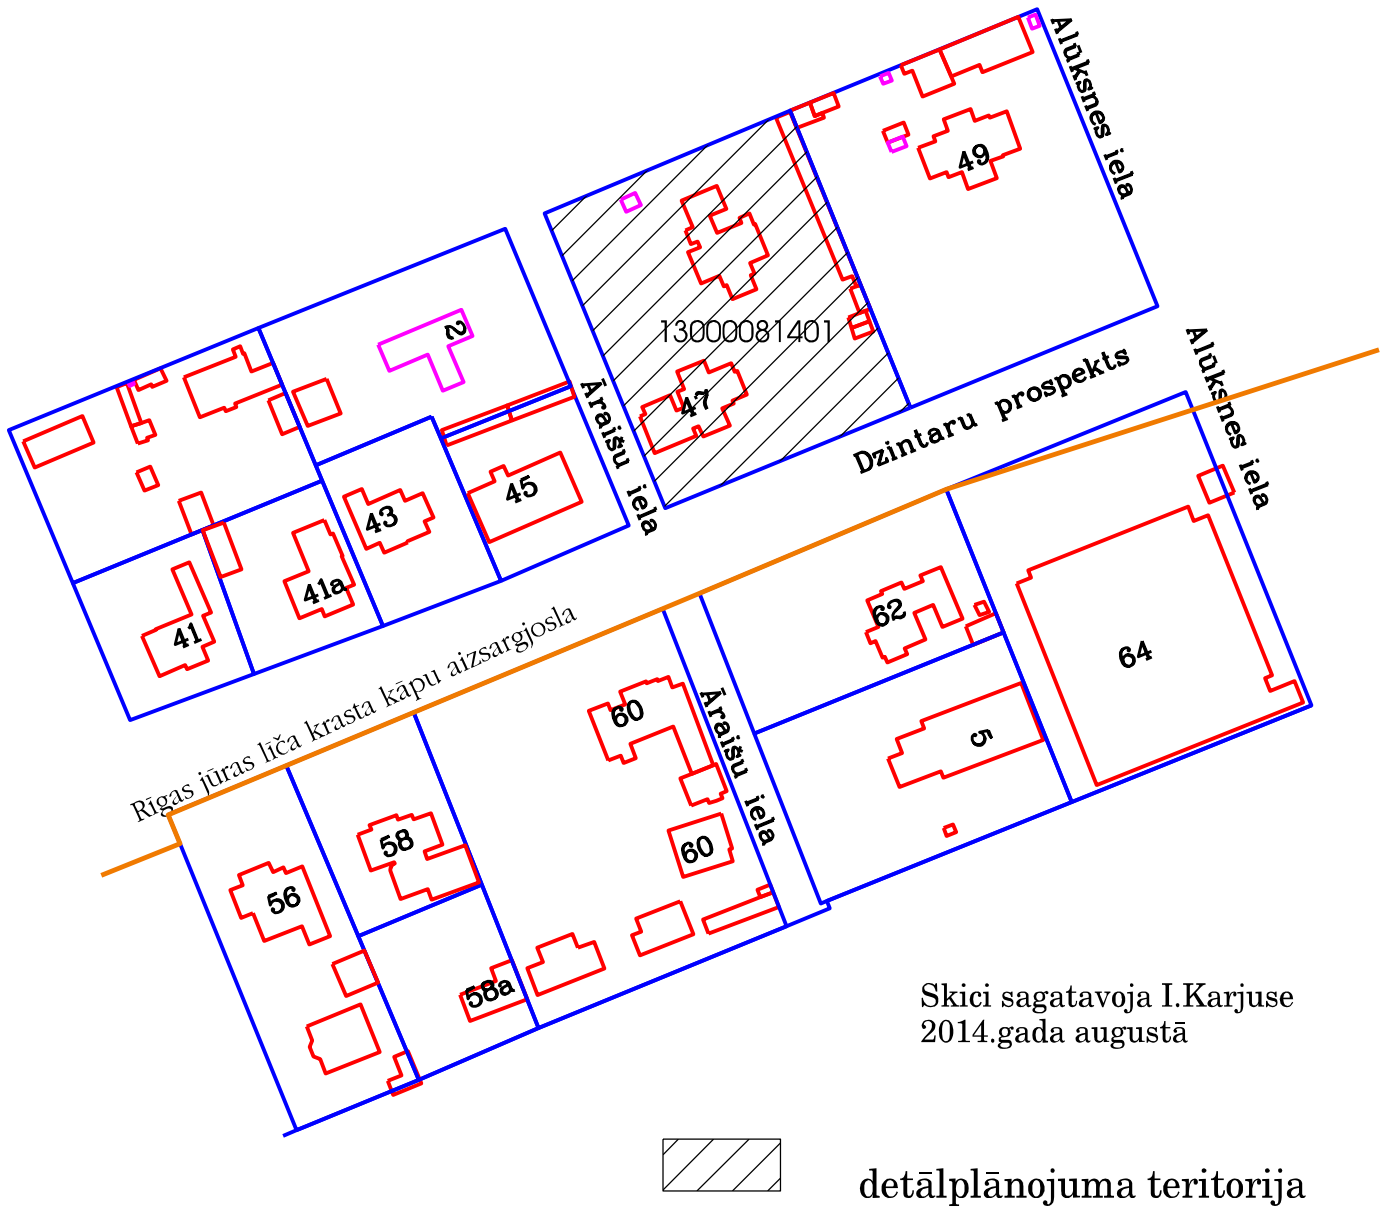 Alūksnes iela
49
13000081401
2
47
Dzintaru prospekts
Alūksnes iela
Āraišu iela
45
43
41a
41
Rīgas jūras līča krasta kāpu aizsargjosla
62
64
60
Āraišu iela
5
58
60
56
58a
Skici sagatavoja I.Karjuse
2014.gada augustā
detālplānojuma teritorija